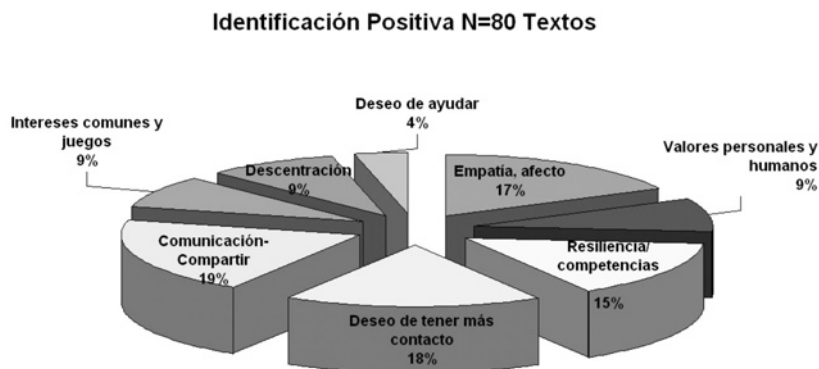 Identificación Positiva N=80 Textos
Deseo de ayudar
4%
Intereses comunes y
juegos
9%
Descentración
9%
Empatía, afecto
17%
Valores personales y
humanos
9%
Comunicación-
Compartir
19%
Resiliencia/
competencias
15%
Deseo de tener más
contacto
18%